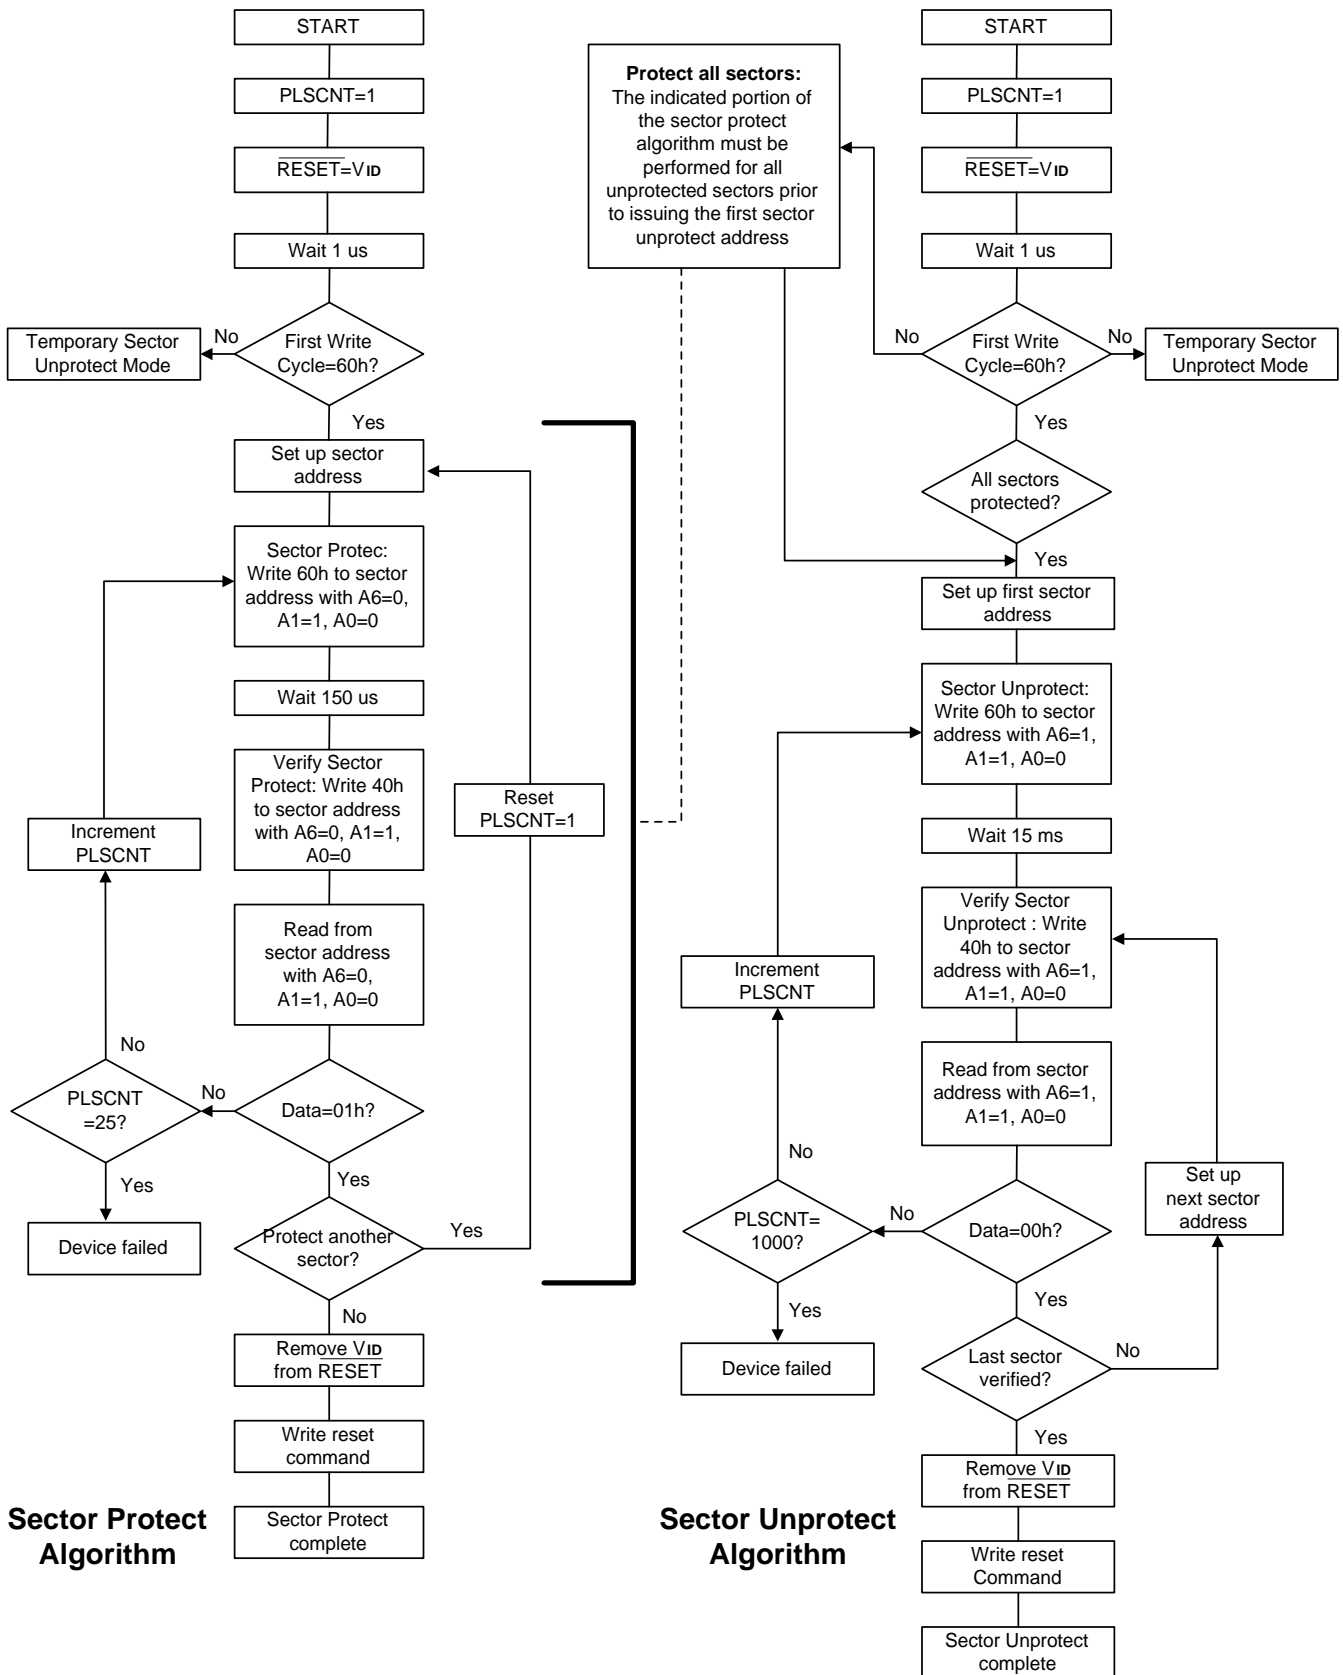 START
PLSCNT=1
RESET=VID
Wait 1 us
First Write
Cycle=60h?
No
Temporary Sector
Unprotect Mode
Yes
Set up sector
address
Sector Protec:
Write 60h to sector
address with A6=0,
A1=1, A0=0
Wait 150 us
Verify Sector
Protect: Write 40h
to sector address
with A6=0, A1=1,
A0=0
Reset
PLSCNT=1
Increment
PLSCNT
Read from
sector address
with A6=0,
A1=1, A0=0
No
PLSCNT
=25?
No
Data=01h?
Yes
Device failed
Yes
Protect another
sector?
Yes
No
Remove VID
from RESET
Write reset
command
Sector Protect
complete
Sector Protect
Algorithm
Protect all sectors:
The indicated portion of
the sector protect
algorithm must be
performed for all
unprotected sectors prior
to issuing the first sector
unprotect address
START
PLSCNT=1
RESET=VID
Wait 1 us
No
First Write
Cycle=60h?
No
Temporary Sector
Unprotect Mode
Yes
All sectors
protected?
Yes
Set up first sector
address
Sector Unprotect:
Write 60h to sector
address with A6=1,
A1=1, A0=0
Wait 15 ms
Verify Sector
Unprotect : Write
40h to sector
address with A6=1,
A1=1, A0=0
Increment
PLSCNT
Read from sector
address with A6=1,
A1=1, A0=0
No
PLSCNT=
1000?
No
Data=00h?
Set up
next sector
address
Yes
Device failed
Yes
Last sector
verified?
No
Yes
Remove VID
from RESET
Write reset
Command
Sector Unprotect
complete
Sector Unprotect
Algorithm